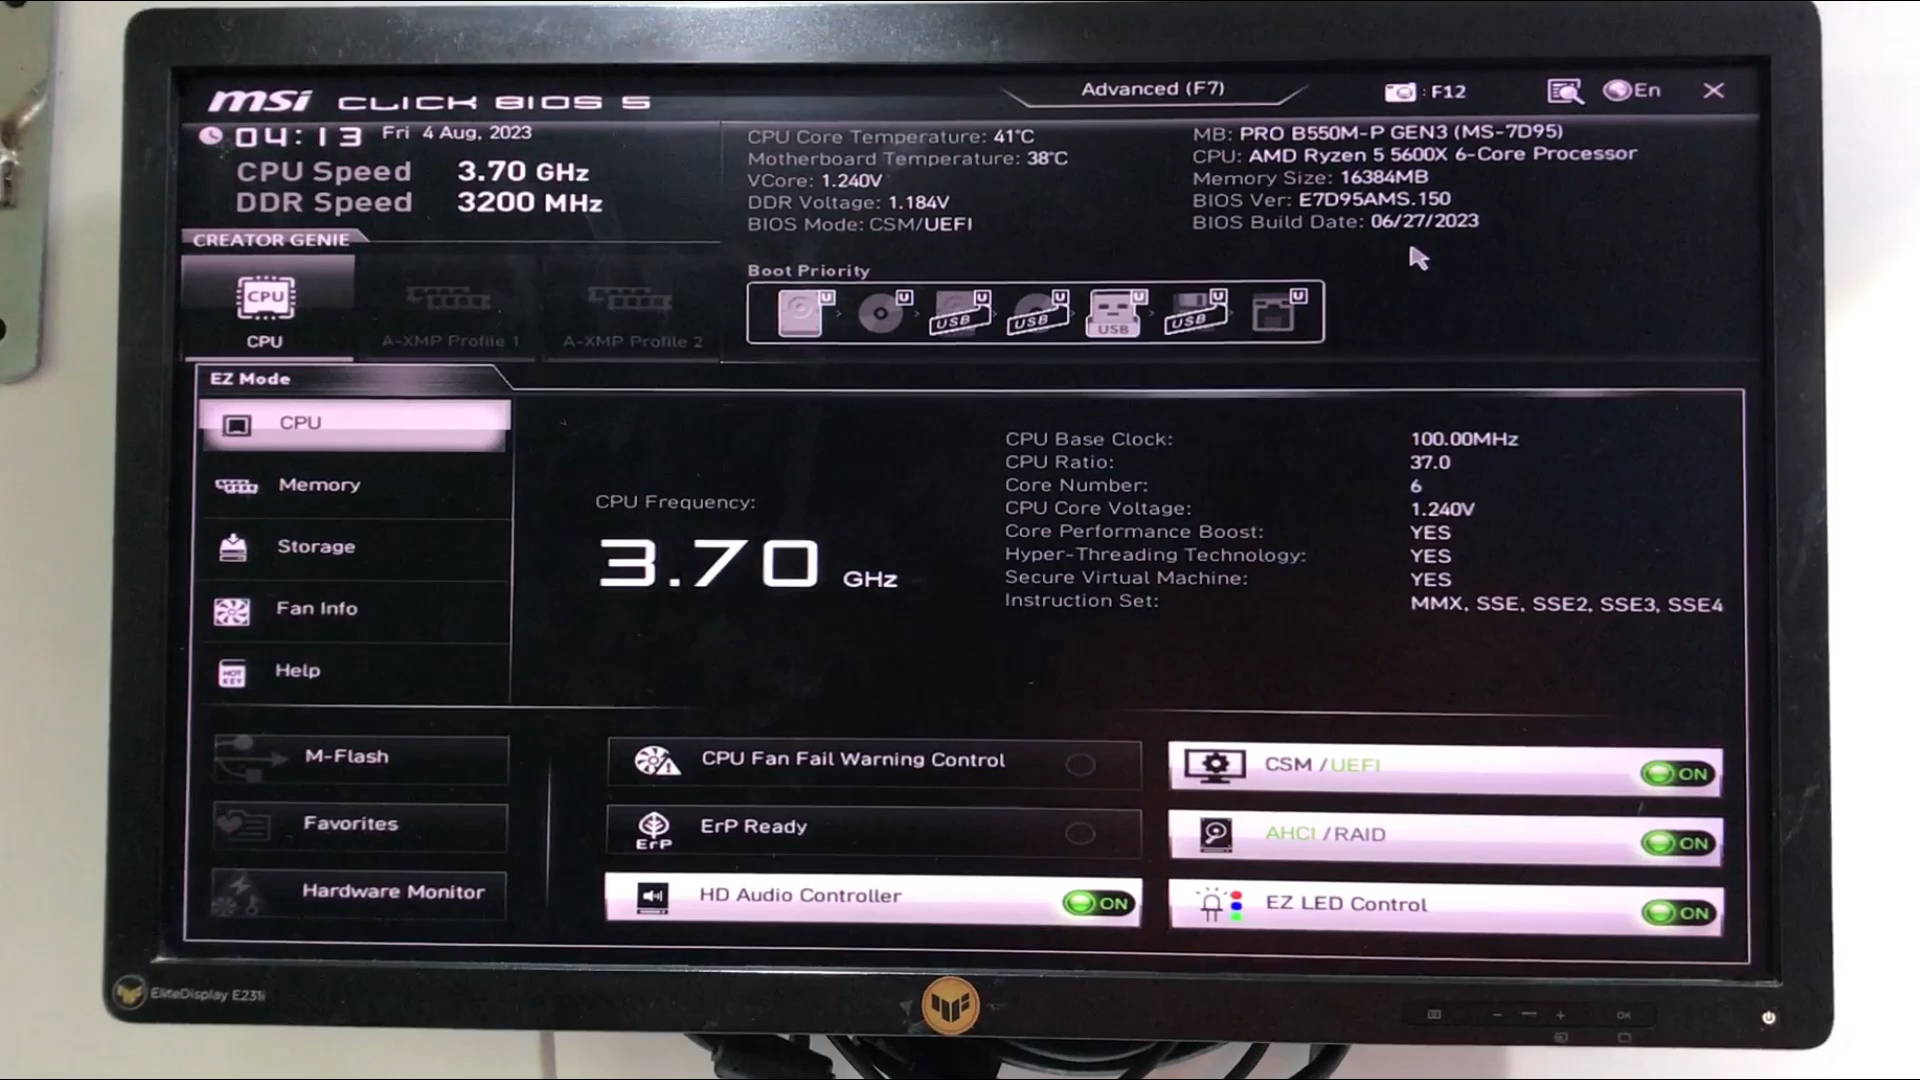 msi CLICK BIOS 5
Advanced (F7)
: F12
En
04:13 Fri 4 Aug, 2023
CPU Speed 3.70 GHz
DDR Speed 3200 MHz
CPU Core Temperature: 41°C
Motherboard Temperature: 38°C
VCore: 1.240V
DDR Voltage: 1.184V
BIOS Mode: CSM/UEFI
MB: PRO B550M-P GEN3 (MS-7D95)
CPU: AMD Ryzen 5 5600X 6-Core Processor
Memory Size: 16384MB
BIOS Ver: E7D95AMS.150
BIOS Build Date: 06/27/2023
CREATOR GENIE
CPU
CPU
A-XMP Profile 1
A-XMP Profile 2
Boot Priority
U U U U U U U
USB USB USB USB
EZ Mode
CPU
Memory
Storage
Fan Info
HOT KEY Help
CPU Frequency:
3.70 GHz
CPU Base Clock: 100.00MHz
CPU Ratio: 37.0
Core Number: 6
CPU Core Voltage: 1.240V
Core Performance Boost: YES
Hyper-Threading Technology: YES
Secure Virtual Machine: YES
Instruction Set: MMX, SSE, SSE2, SSE3, SSE4
M-Flash
Favorites
Hardware Monitor
CPU Fan Fail Warning Control
ErP ErP Ready
HD Audio Controller ON
CSM /UEFI ON
AHCI /RAID ON
EZ LED Control ON
EliteDisplay E231i
- +
OK